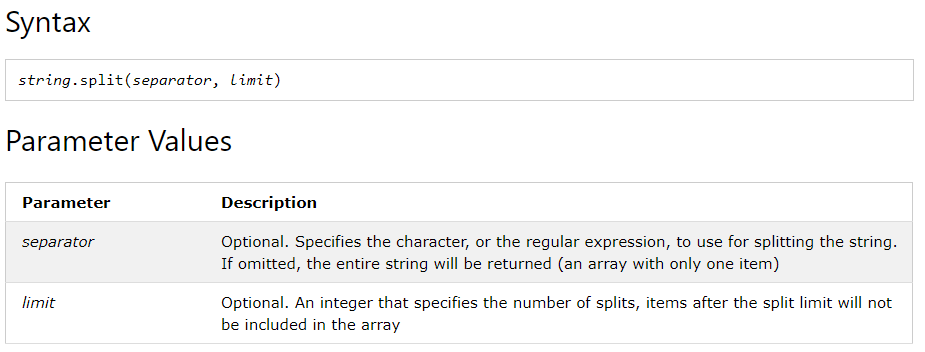 Syntax
string.split(separator, limit)
Parameter Values
Parameter Description
separator Optional. Specifies the character, or the regular expression, to use for splitting the string.
If omitted, the entire string will be returned (an array with only one item)
limit Optional. An integer that specifies the number of splits, items after the split limit will not
be included in the array